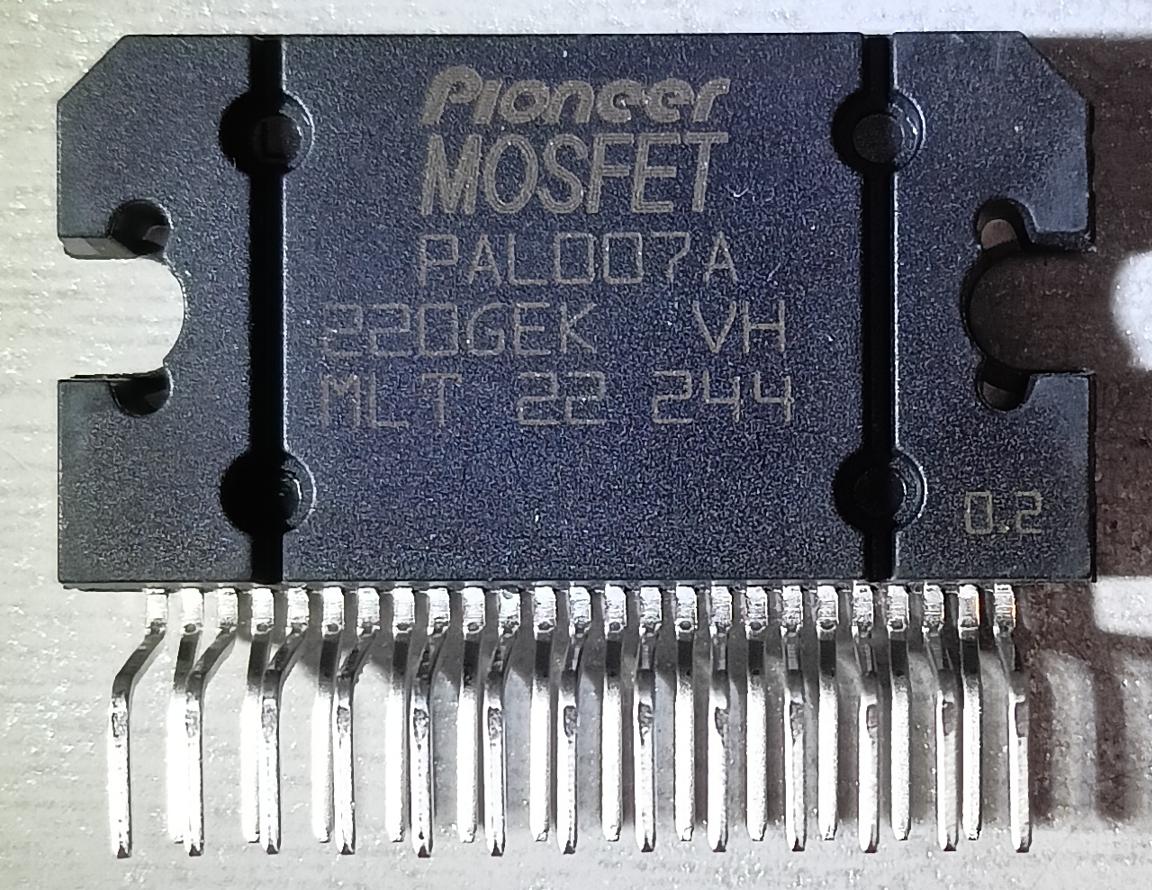 Pioneer
MOSFET
PAL007A
220GEK VH
MLT 22 244
0.2